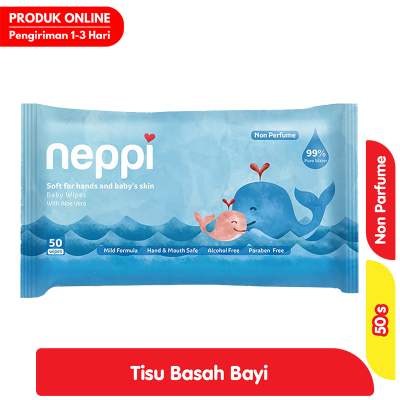 PRODUK ONLINE
Pengiriman 1-3 Hari
Non Perfume
neppi
99%
Pure Water
Soft for hands and baby's skin
Baby Wipes
With Aloe Vera
50
wipes
Mild Formula
Hand & Mouth Safe
Alcohol Free
Paraben Free
Non Parfume
50s
Tisu Basah Bayi